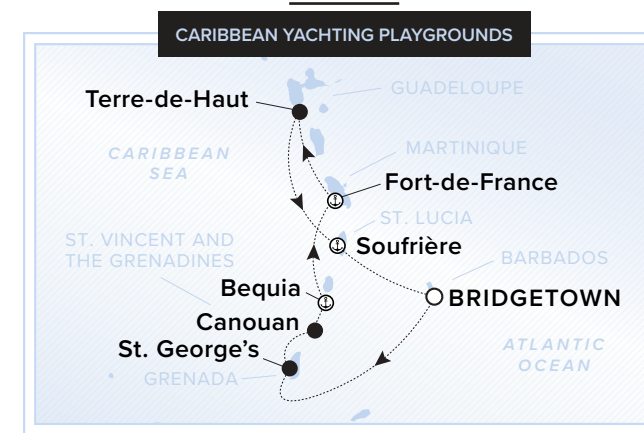 CARIBBEAN YACHTING PLAYGROUNDS
Terre-de-Haut
GUADELOUPE
CARIBBEAN
SEA
MARTINIQUE
Fort-de-France
ST. LUCIA
ST. VINCENT AND
THE GRENADINES
Soufrière
BARBADOS
Bequia
BRIDGETOWN
Canouan
St. George’s
ATLANTIC
OCEAN
GRENADA